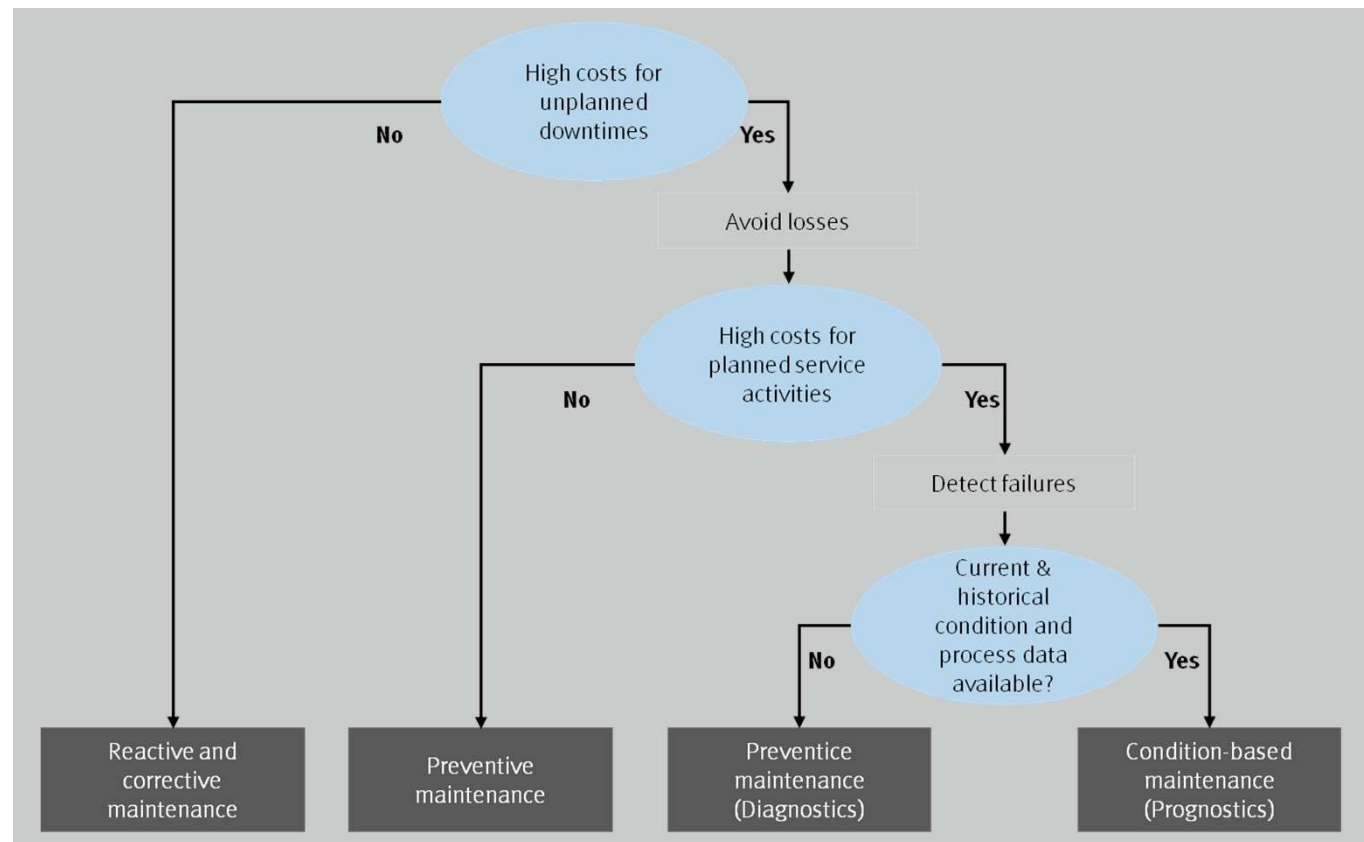 High costs for
unplanned
downtimes
No
Yes
Avoid losses
High costs for
planned service
activities
No
Yes
Detect failures
Current &
historical
condition and
process data
available?
No
Yes
Reactive and
corrective
maintenance
Preventive
maintenance
Preventice
maintenance
(Diagnostics)
Condition-based
maintenance
(Prognostics)